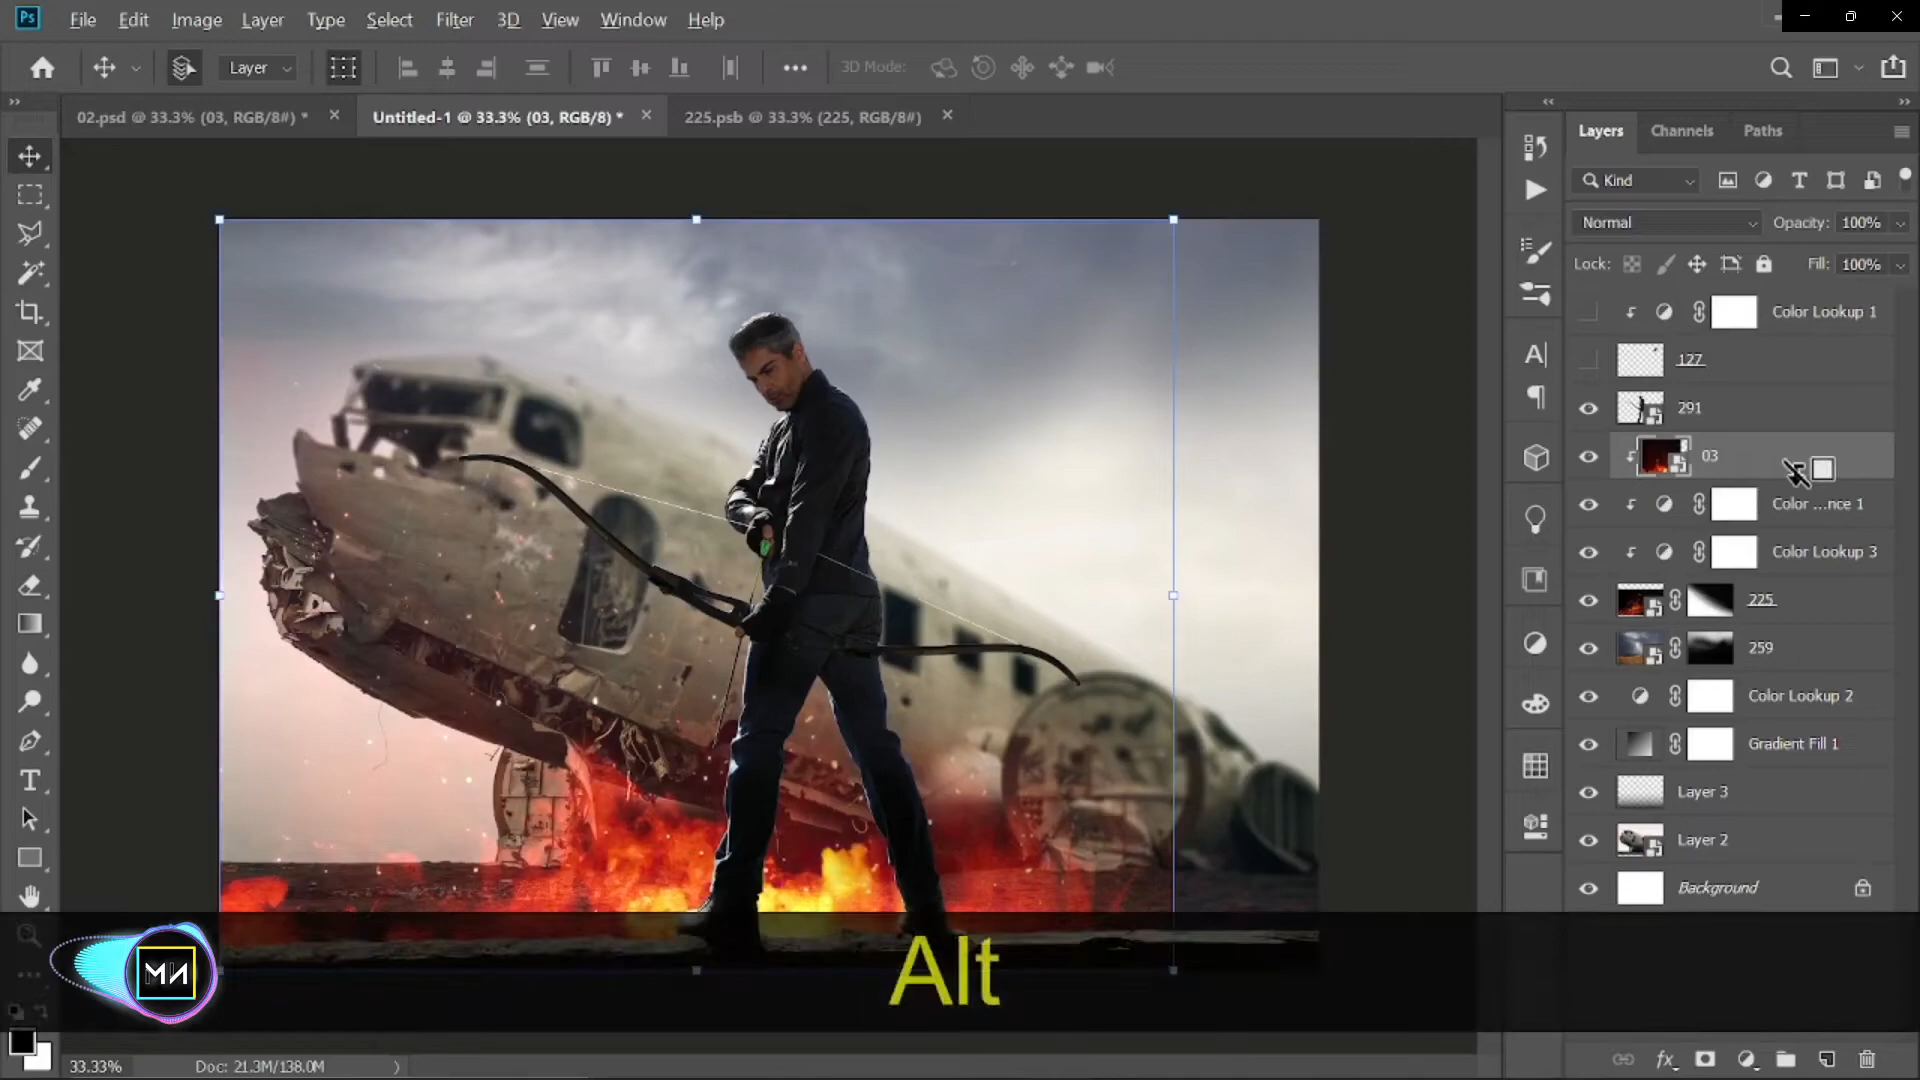 Ps File Edit Image Layer Type Select Filter 3D View Window Help
Layer 3D Mode:
02.psd @ 33.3% (03, RGB/8#) * Untitled-1 @ 33.3% (03, RGB/8) * 225.psb @ 33.3% (225, RGB/8#)
Layers Channels Paths
Kind
Normal Opacity: 100%
Lock: Fill: 100%
Color Lookup 1
127
291
03
Color ...nce 1
Color Lookup 3
225
259
Color Lookup 2
Gradient Fill 1
Layer 3
Layer 2
Background
Alt
33.33% Doc: 21.3M/138.0M